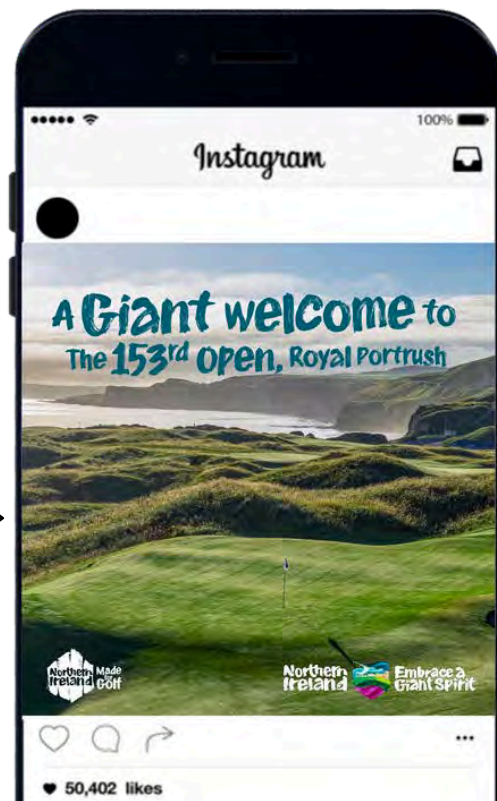 100%
Instagram
A Giant welcome to
The 153rd Open, Royal Portrush
Northern Ireland
Made for Golf
Northern Ireland
Embrace a Giant Spirit
50,402 likes